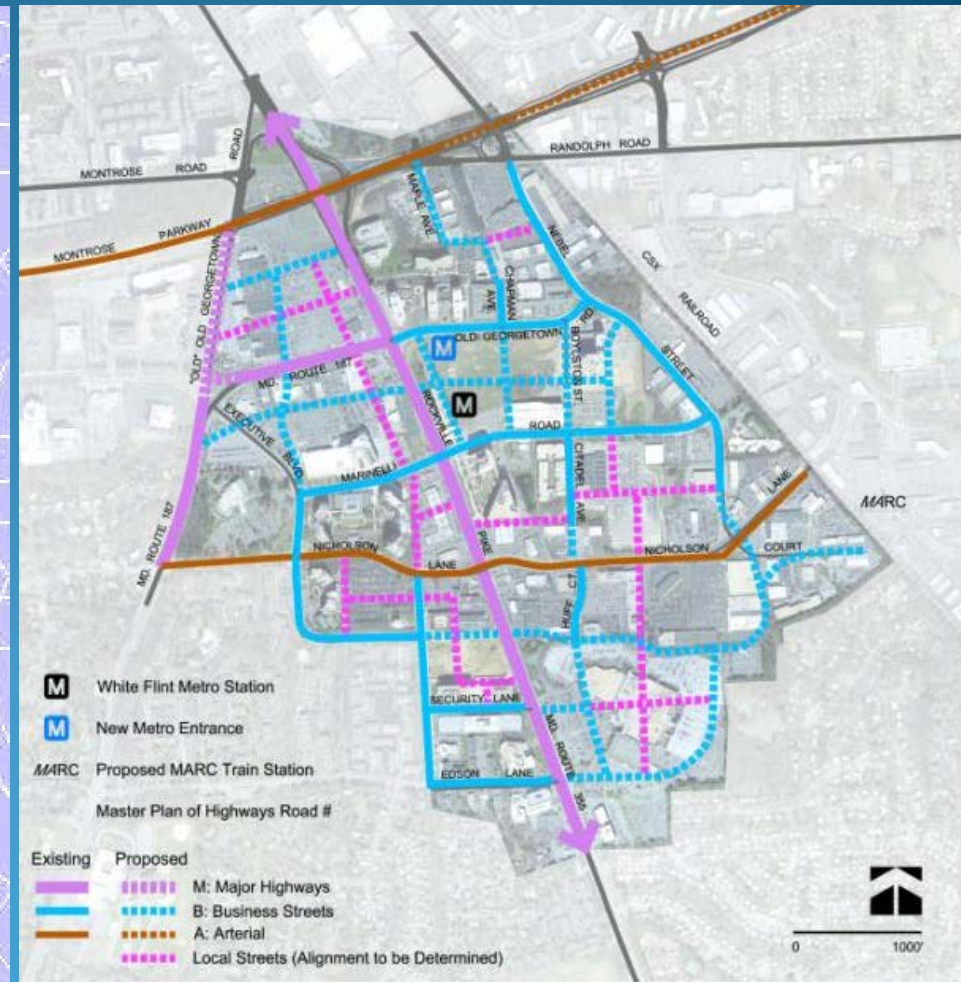 MONTROSE ROAD
ROAD
RANDOLPH ROAD
MONTROSE PARKWAY
"OLD" OLD GEORGETOWN
MAPLE AVE.
NEBEL
STREET
CSX
RAILROAD
CHAPMAN
AVE
OLD GEORGETOWN
RD
BOYLSTON ST.
M
MD. ROUTE 187
M
EXECUTIVE
BLVD.
ROCKVILLE
PIKE
MARINELLI
ROAD
CITADEL AVE
LANE
MARC
MD. ROUTE 187
NICHOLSON
LANE
NICHOLSON
COURT
HUFF CT
SECURITY LANE
MD. ROUTE 355
EDSON LANE
M White Flint Metro Station
M New Metro Entrance
MARC Proposed MARC Train Station
Master Plan of Highways Road #
Existing Proposed
M: Major Highways
B: Business Streets
A: Arterial
Local Streets (Alignment to be Determined)
0 1000'